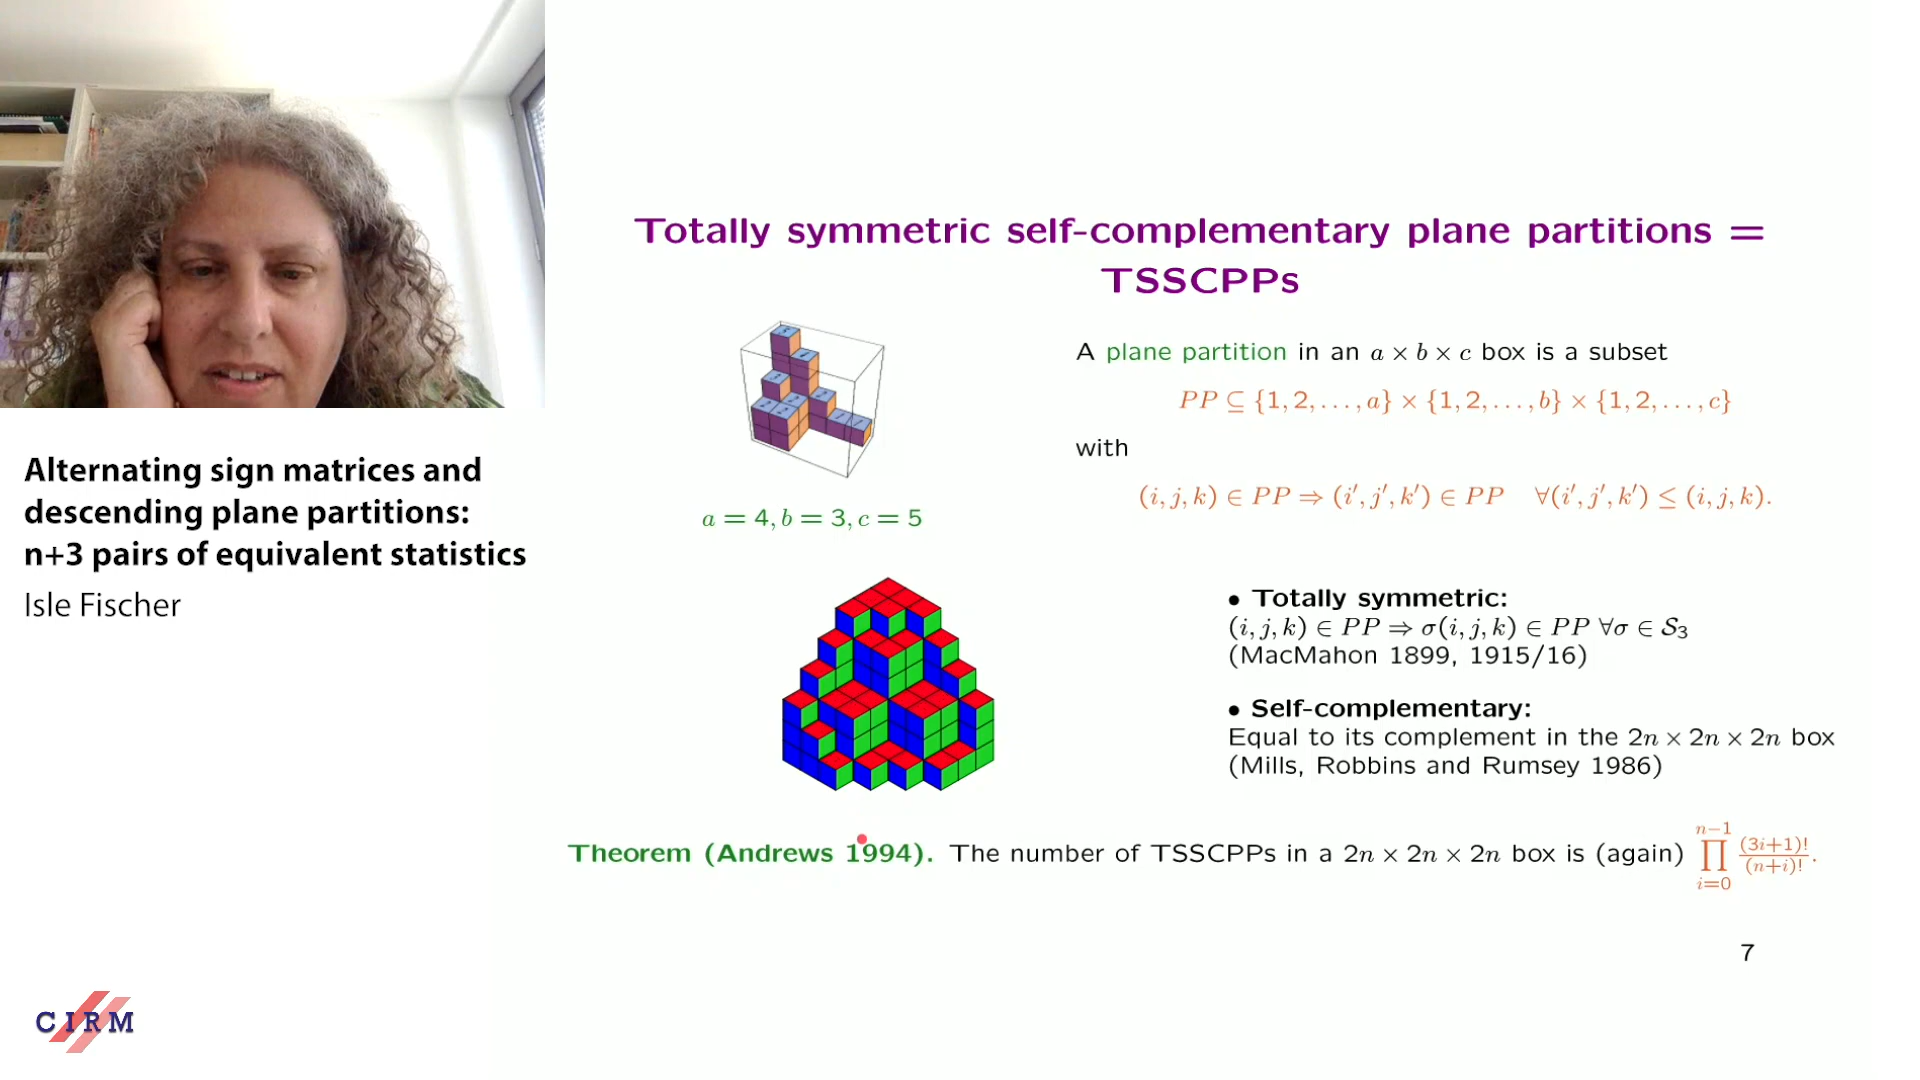 Alternating sign matrices and
descending plane partitions:
n+3 pairs of equivalent statistics
Isle Fischer
CIRM
Totally symmetric self-complementary plane partitions =
TSSCPPs
A plane partition in an a × b × c box is a subset
PP ⊆ {1, 2, . . . , a} × {1, 2, . . . , b} × {1, 2, . . . , c}
with
(i, j, k) ∈ PP ⇒ (i′, j′, k′) ∈ PP ∀(i′, j′, k′) ≤ (i, j, k).
a = 4, b = 3, c = 5
• Totally symmetric:
(i, j, k) ∈ PP ⇒ σ(i, j, k) ∈ PP ∀σ ∈ S₃
(MacMahon 1899, 1915/16)
• Self-complementary:
Equal to its complement in the 2n × 2n × 2n box
(Mills, Robbins and Rumsey 1986)
Theorem (Andrews 1994). The number of TSSCPPs in a 2n × 2n × 2n box is (again) ∏_{i=0}^{n−1} (3i+1)!/(n+i)!.
7